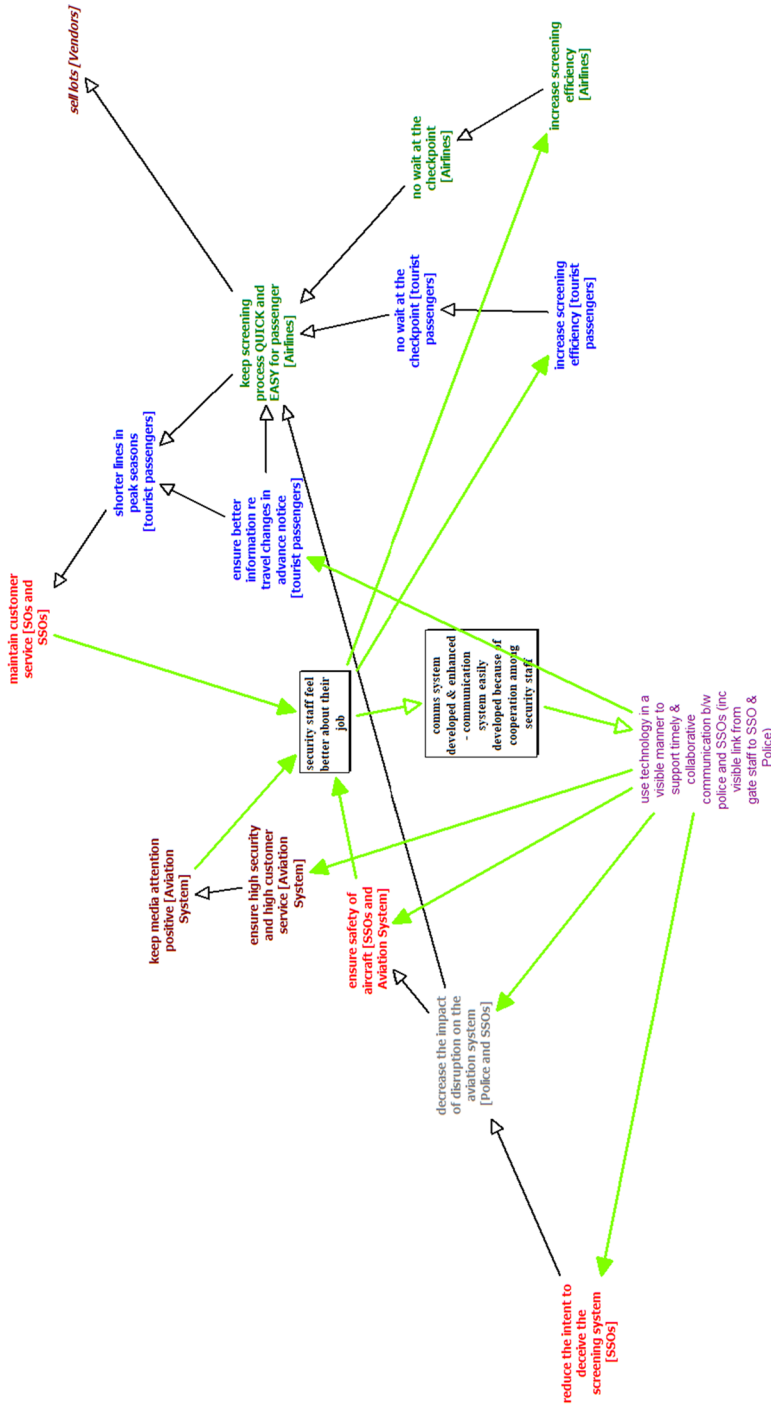 sell lots [Vendors]
maintain customer
service [SOs and
SSOs]
shorter lines in
peak seasons
[tourist passengers]
keep screening
process QUICK and
EASY for passenger
[Airlines]
no wait at the
checkpoint
[Airlines]
increase screening
efficiency
[Airlines]
ensure better
information re
travel changes in
advance notice
[tourist passengers]
no wait at the
checkpoint [tourist
passengers]
increase screening
efficiency [tourist
passengers]
keep media attention
positive [Aviation
System]
ensure high security
and high customer
service [Aviation
System]
security staff feel
better about their
job
comms system
developed & enhanced
- communication
system easily
developed because of
cooperation among
security staff
ensure safety of
aircraft [SSOs and
Aviation System]
decrease the impact
of disruption on the
aviation system
[Police and SSOs]
use technology in a
visible manner to
support timely &
collaborative
communication b/w
police and SSOs (inc
visible link from
gate staff to SSO &
Police)
reduce the intent to
deceive the
screening system
[SSOs]